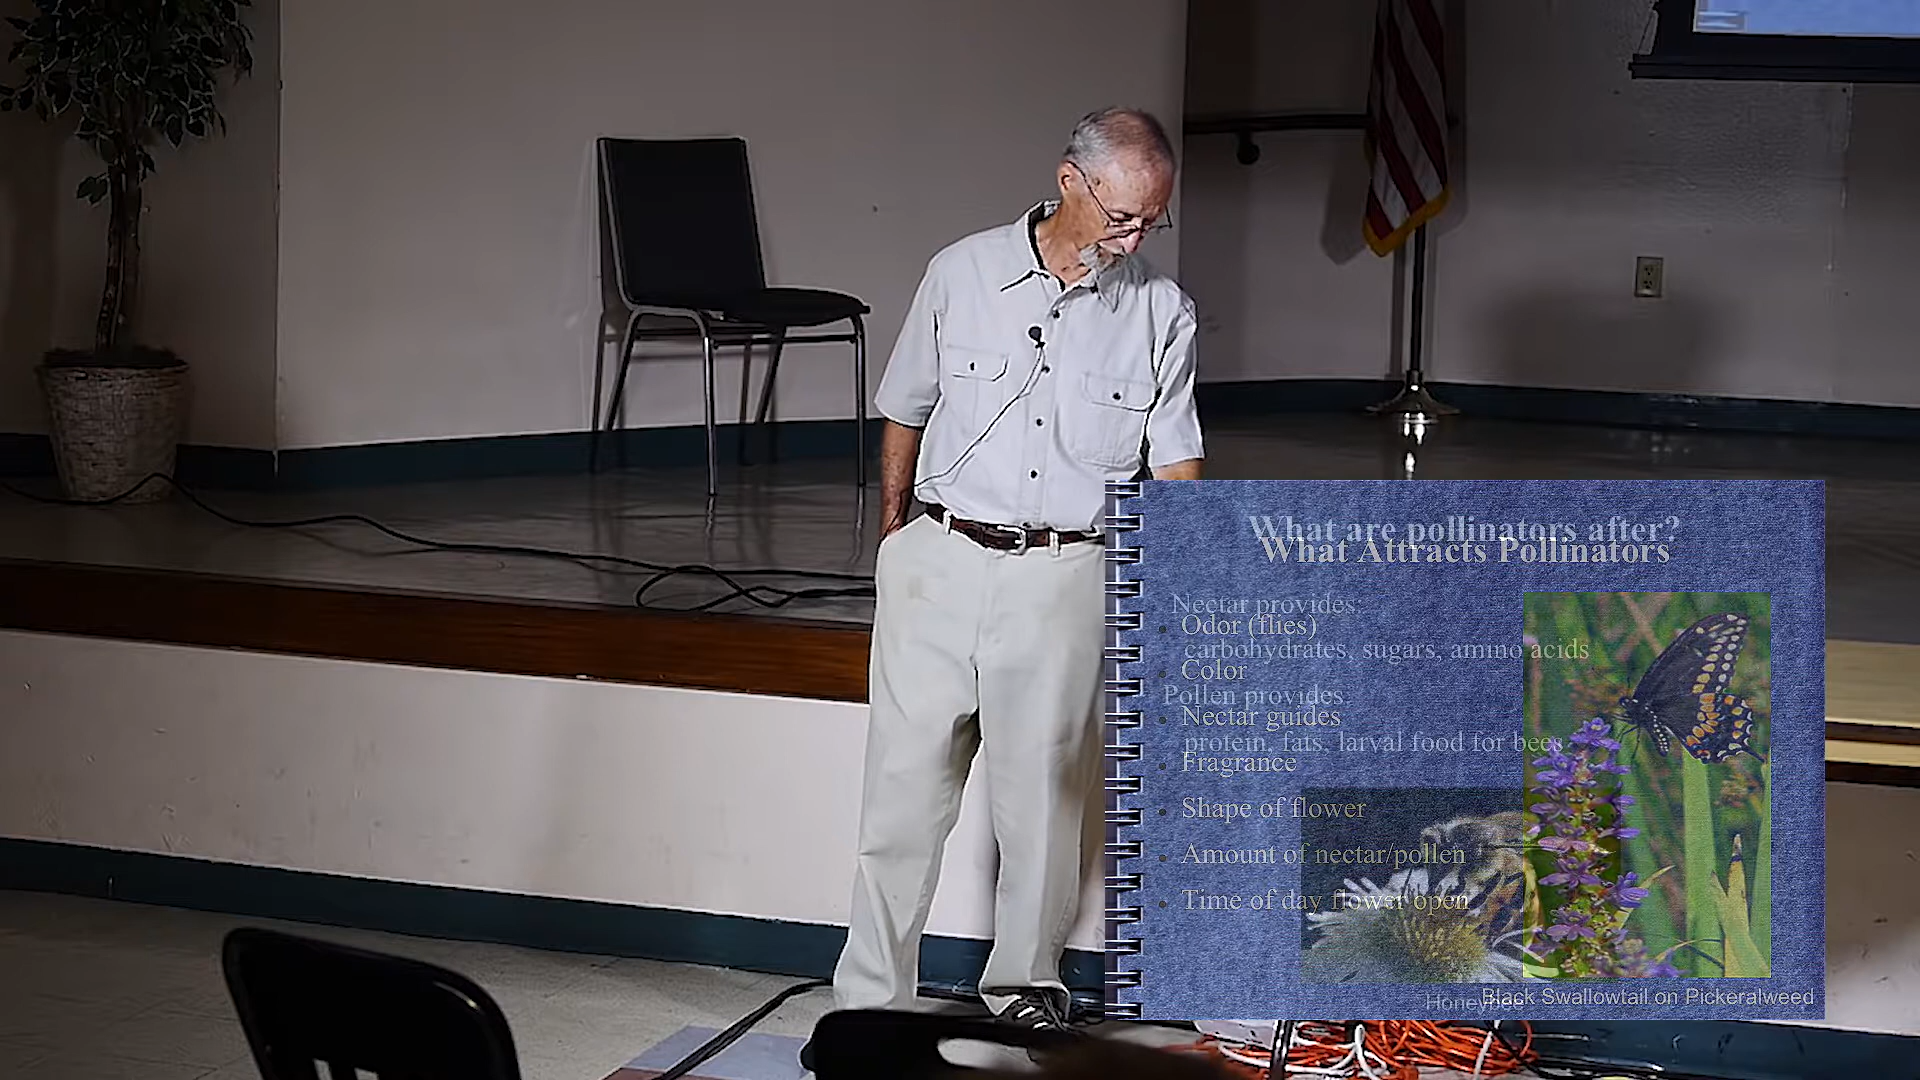 What are pollinators after?
What Attracts Pollinators
Nectar provides:
• Odor (flies)
carbohydrates, sugars, amino acids
• Color
Pollen provides
• Nectar guides
protein, fats, larval food for bees
• Fragrance
• Shape of flower
• Amount of nectar/pollen
• Time of day flower open
Honeybee
Black Swallowtail on Pickeralweed